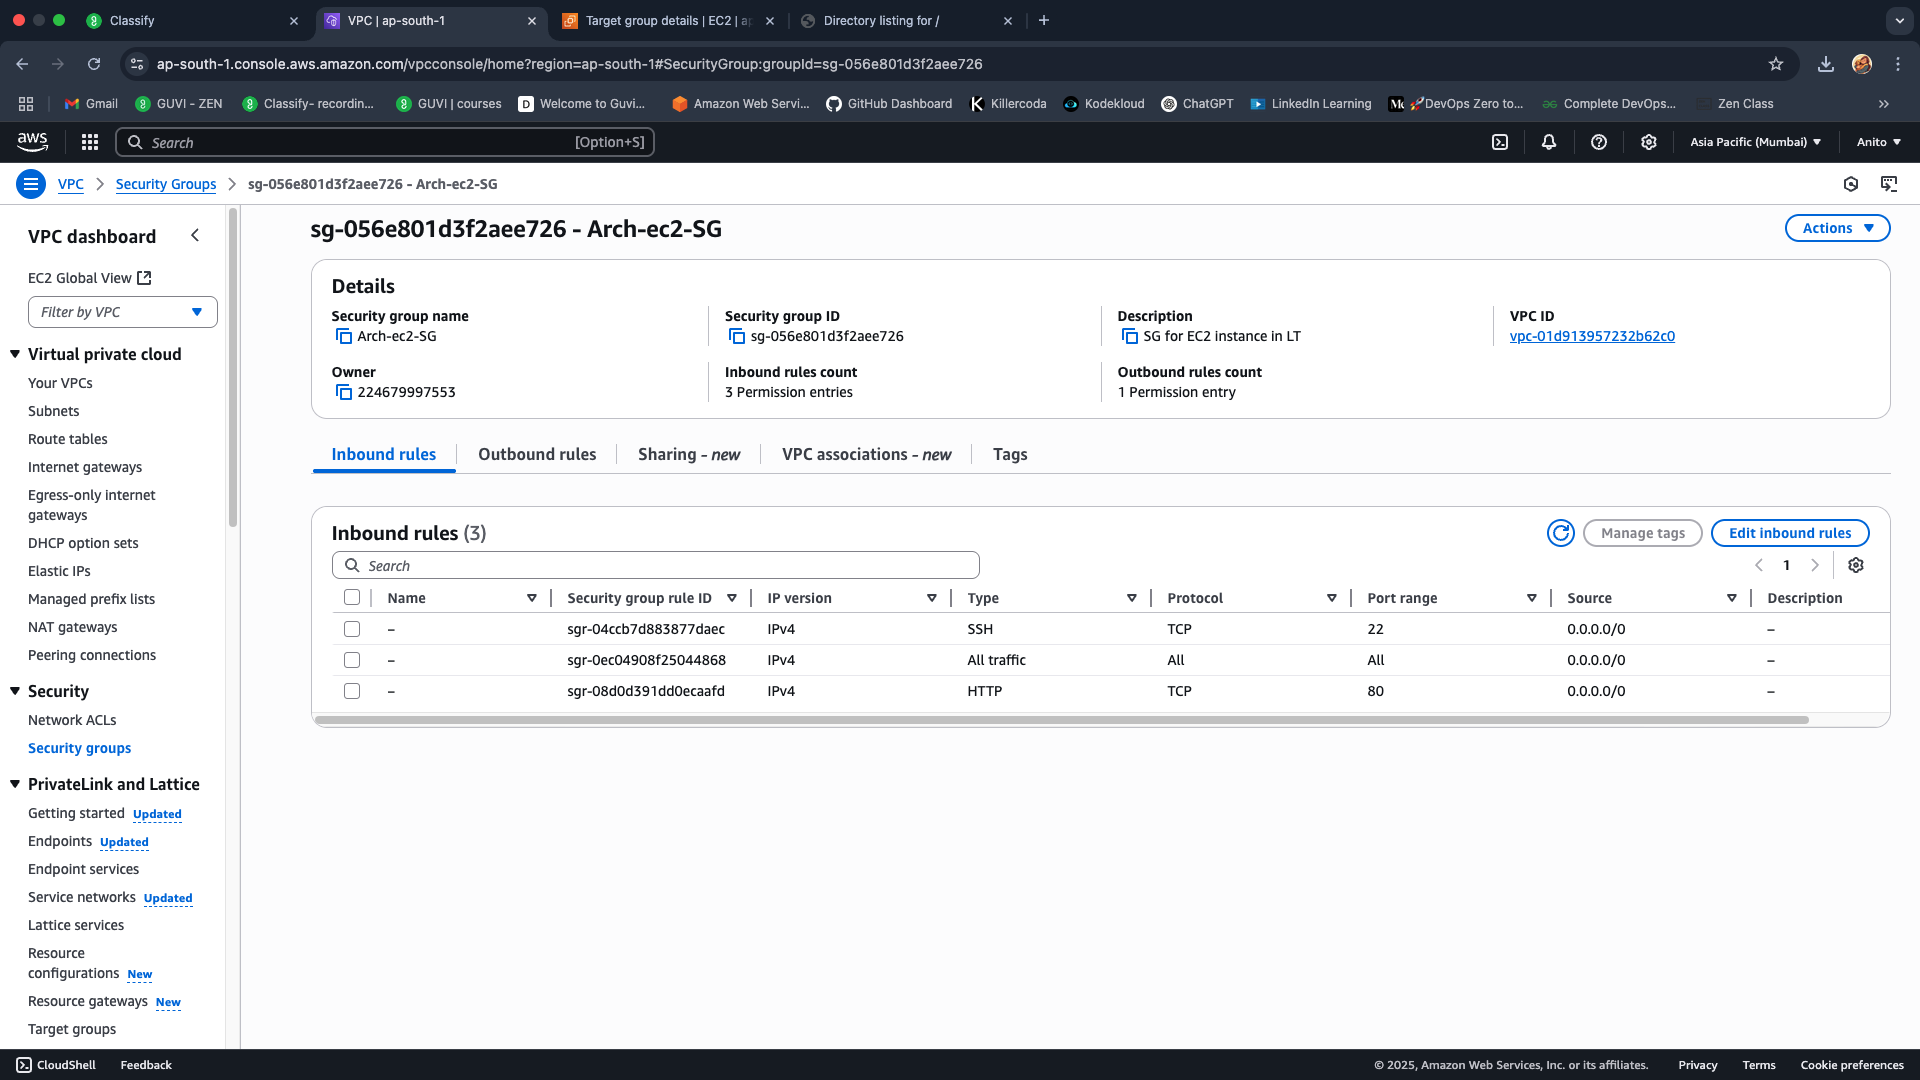 Classify
VPC | ap-south-1
Target group details | EC2 | ap
Directory listing for /
ap-south-1.console.aws.amazon.com/vpcconsole/home?region=ap-south-1#SecurityGroup:groupId=sg-056e801d3f2aee726
Gmail
GUVI - ZEN
Classify- recordin...
GUVI | courses
Welcome to Guvi...
Amazon Web Servi...
GitHub Dashboard
Killercoda
Kodekloud
ChatGPT
LinkedIn Learning
🚀DevOps Zero to...
Complete DevOps...
Zen Class
aws
Search
[Option+S]
Asia Pacific (Mumbai)
Anito
VPC > Security Groups > sg-056e801d3f2aee726 - Arch-ec2-SG
VPC dashboard
EC2 Global View
Filter by VPC
Virtual private cloud
Your VPCs
Subnets
Route tables
Internet gateways
Egress-only internet
gateways
DHCP option sets
Elastic IPs
Managed prefix lists
NAT gateways
Peering connections
Security
Network ACLs
Security groups
PrivateLink and Lattice
Getting started Updated
Endpoints Updated
Endpoint services
Service networks Updated
Lattice services
Resource
configurations New
Resource gateways New
Target groups
sg-056e801d3f2aee726 - Arch-ec2-SG
Actions
Details
Security group name
Arch-ec2-SG
Security group ID
sg-056e801d3f2aee726
Description
SG for EC2 instance in LT
VPC ID
vpc-01d913957232b62c0
Owner
224679997553
Inbound rules count
3 Permission entries
Outbound rules count
1 Permission entry
Inbound rules
Outbound rules
Sharing - new
VPC associations - new
Tags
Inbound rules (3)
Manage tags
Edit inbound rules
Search
1
Name Security group rule ID IP version Type Protocol Port range Source Description
– sgr-04ccb7d883877daec IPv4 SSH TCP 22 0.0.0.0/0 –
– sgr-0ec04908f25044868 IPv4 All traffic All All 0.0.0.0/0 –
– sgr-08d0d391dd0ecaafd IPv4 HTTP TCP 80 0.0.0.0/0 –
CloudShell
Feedback
© 2025, Amazon Web Services, Inc. or its affiliates.
Privacy
Terms
Cookie preferences